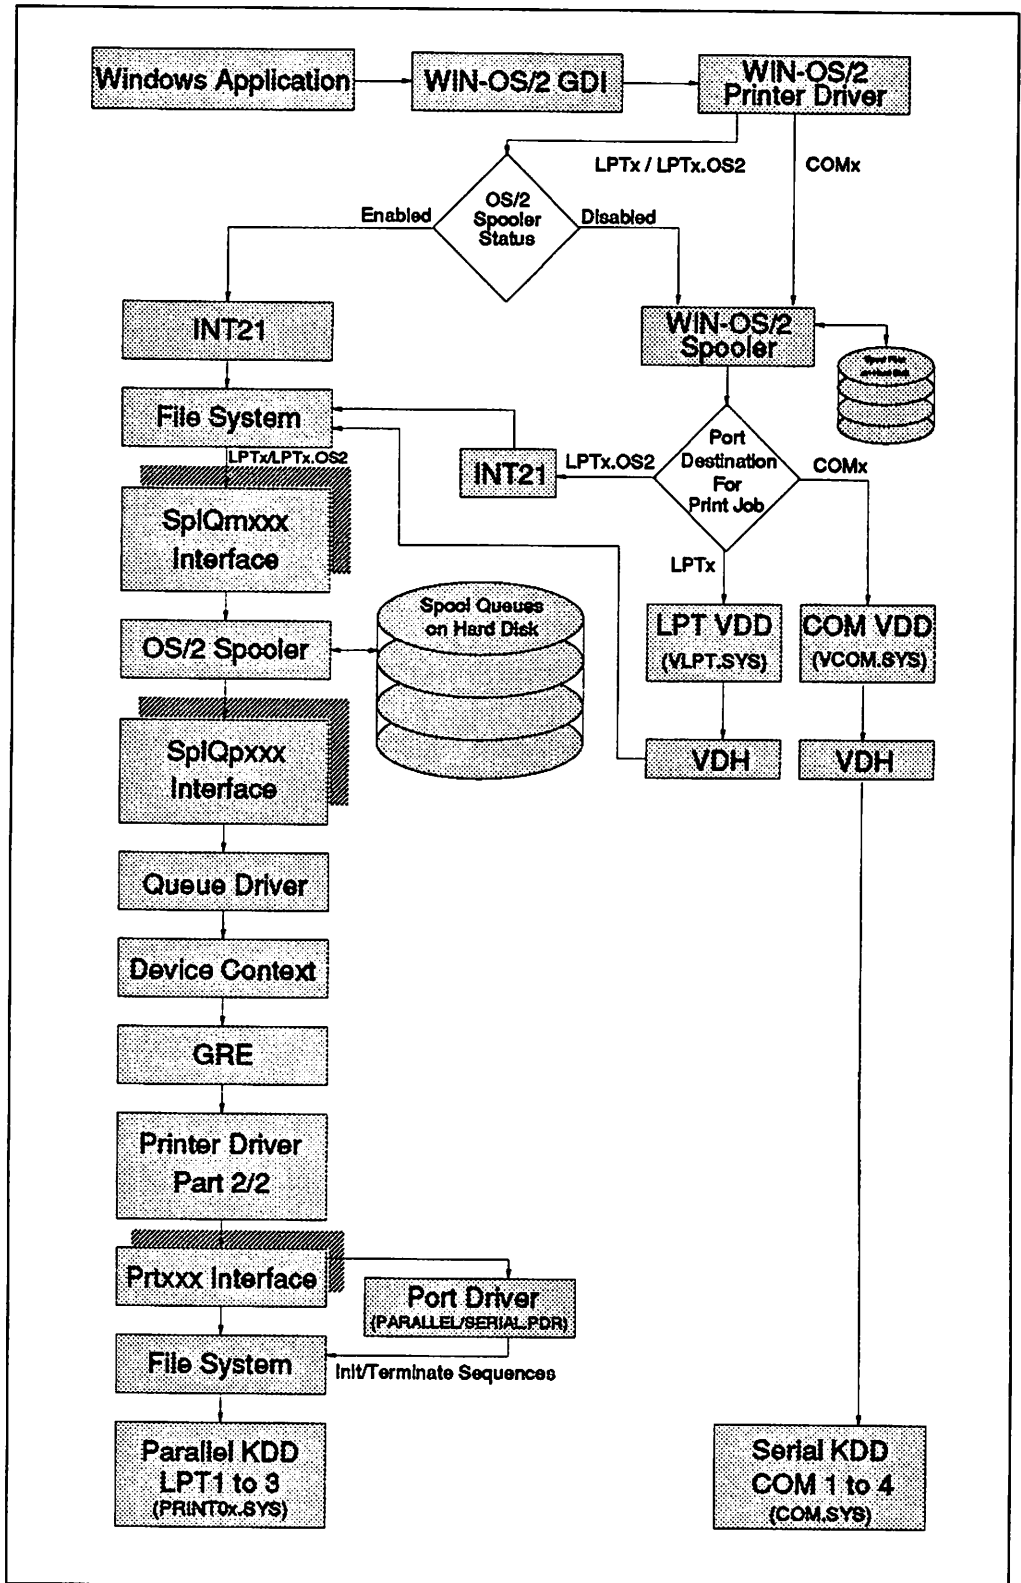 Windows Application
WIN-OS/2 GDI
WIN-OS/2
Printer Driver
LPTx / LPTx.OS2
COMx
OS/2
Spooler
Status
Enabled
Disabled
INT21
WIN-OS/2
Spooler
Spool Files
on Hard Disk
File System
LPTx/LPTx.OS2
INT21
LPTx.OS2
Port
Destination
For
Print Job
COMx
LPTx
SplQmxxx
Interface
Spool Queues
on Hard Disk
LPT VDD
(VLPT.SYS)
COM VDD
(VCOM.SYS)
OS/2 Spooler
SplQpxxx
Interface
VDH
VDH
Queue Driver
Device Context
GRE
Printer Driver
Part 2/2
Prtxxx Interface
Port Driver
(PARALLEL/SERIAL.PDR)
File System
Init/Terminate Sequences
Parallel KDD
LPT1 to 3
(PRINT0x.SYS)
Serial KDD
COM 1 to 4
(COM.SYS)